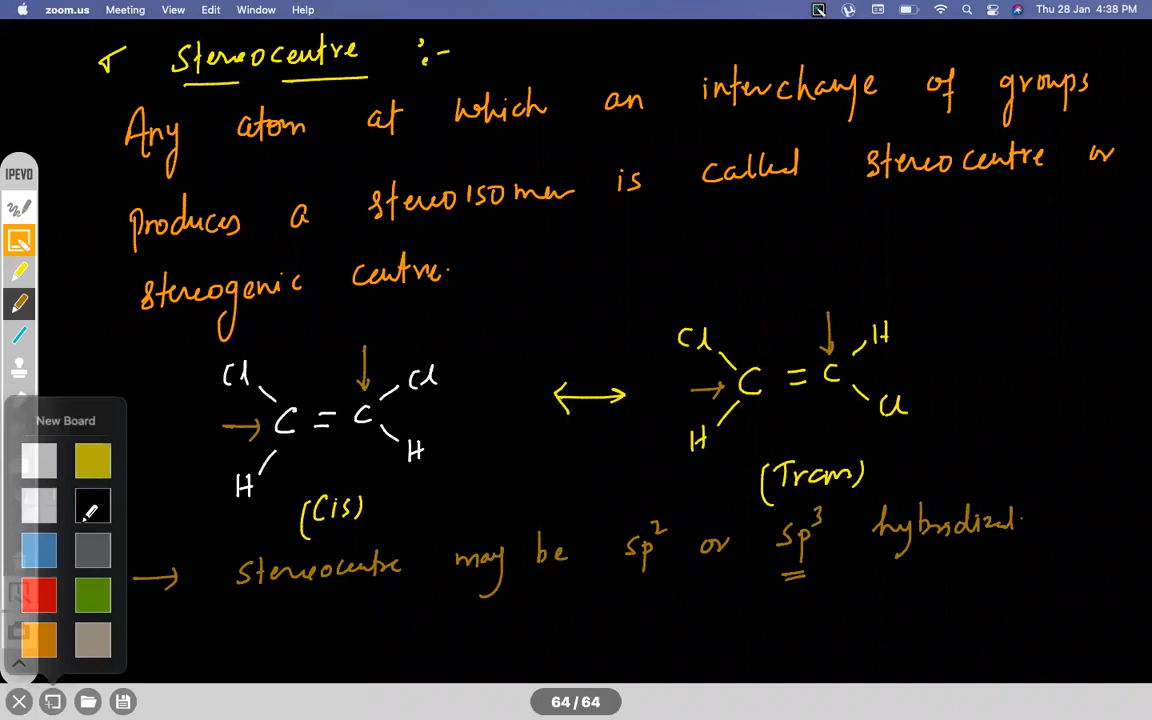 zoom.us Meeting View Edit Window Help Thu 28 Jan 4:38 PM
Stereocentre :-
Any atom at which an interchange of groups
produces a stereoisomer is called stereocentre or
stereogenic centre.
IPEVO
New Board
Cl Cl
C = C
H H
(Cis)
Cl H
C = C
H Cl
(Trans)
→ stereocentre may be sp² or sp³ hybridized.
64/64